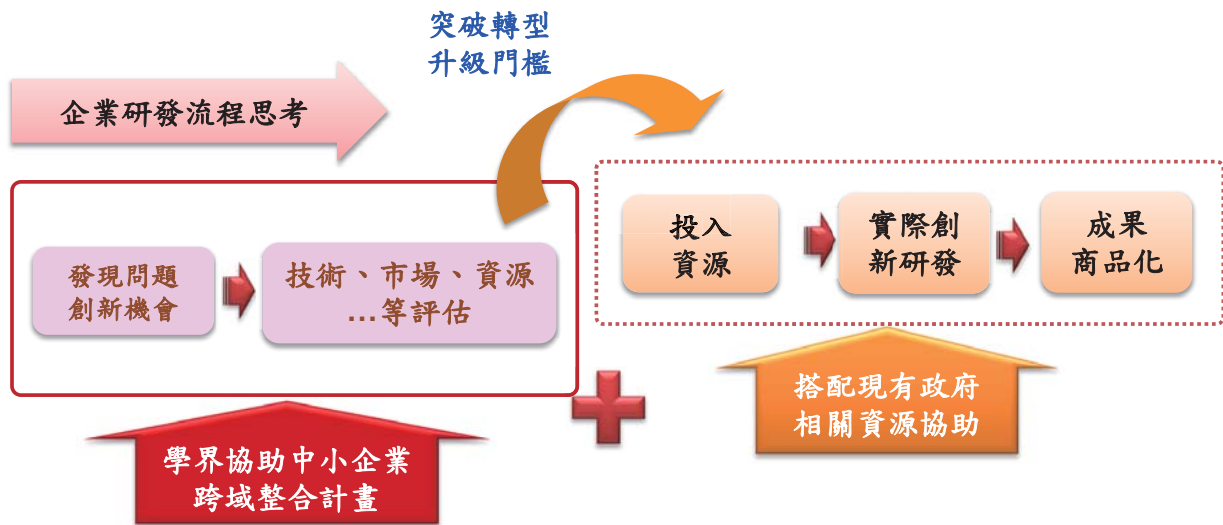 突破轉型
升級門檻
企業研發流程思考
發現問題
創新機會
技術、市場、資源
...等評估
投入
資源
實際創
新研發
成果
商品化
學界協助中小企業
跨域整合計畫
搭配現有政府
相關資源協助